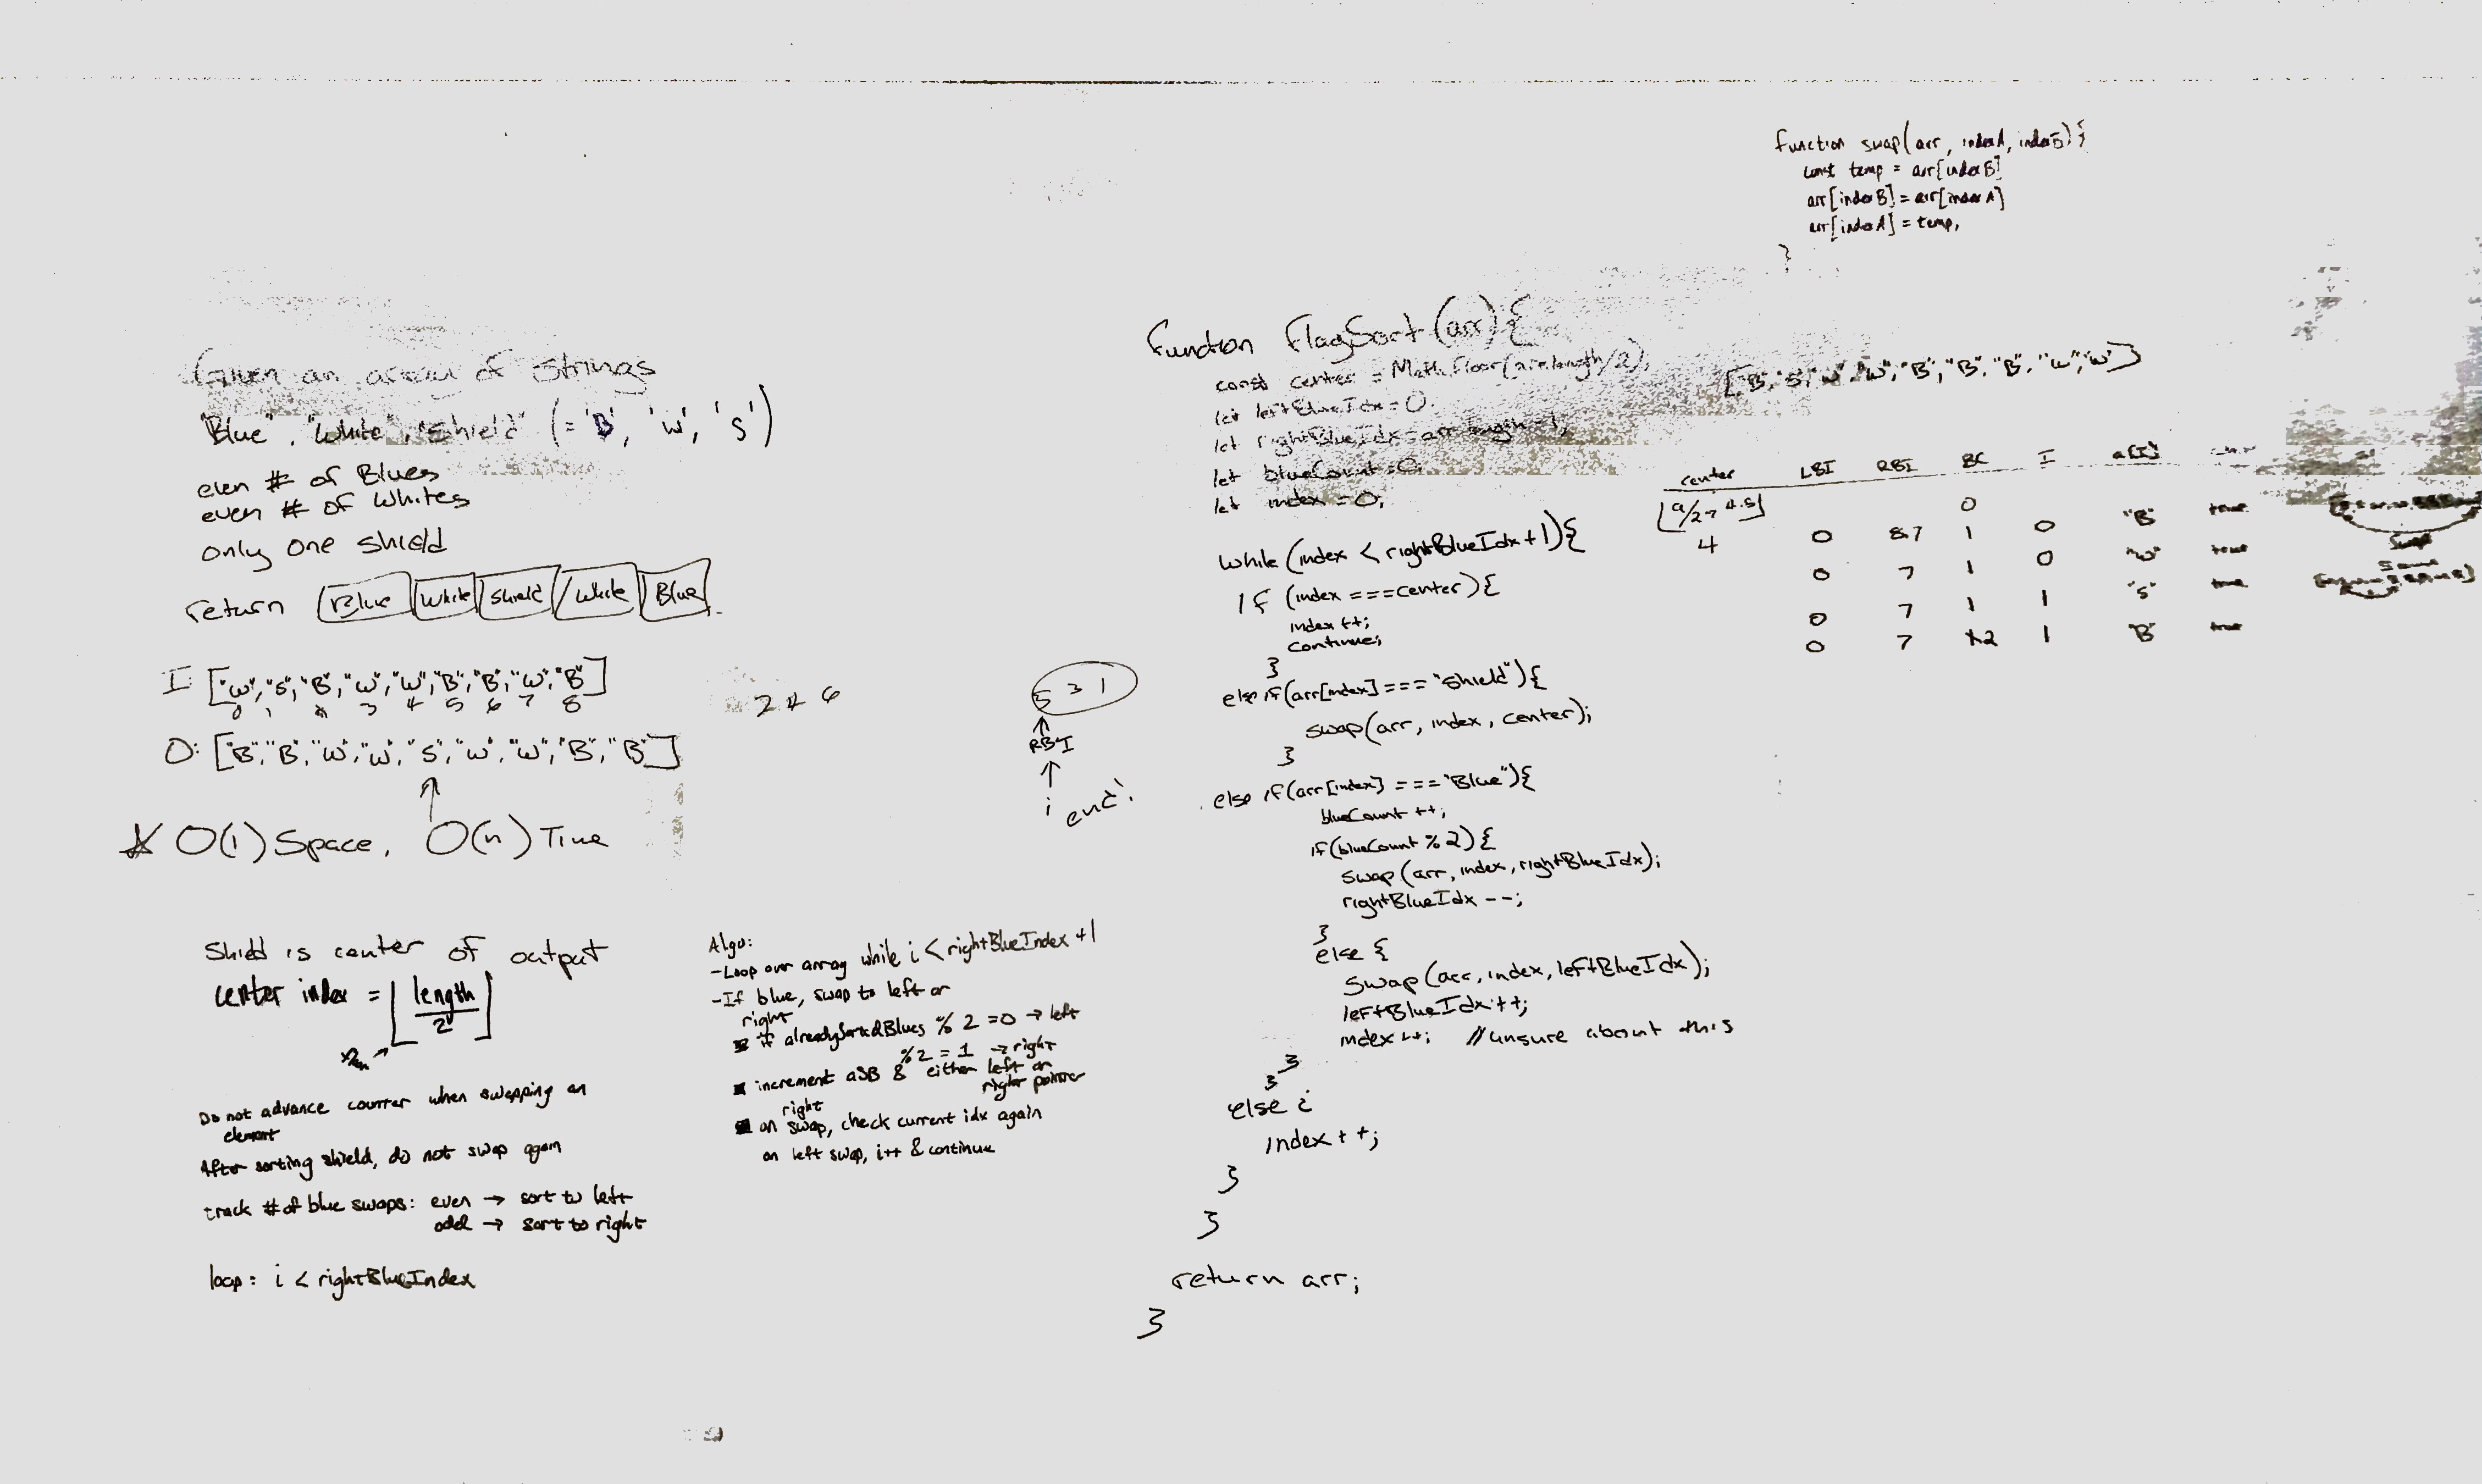 Given an array of strings
"Blue", "White", "Shield" (= 'B', 'W', 'S')
even # of Blues
even # of Whites
only one shield
return Blue White Shield White Blue
I: ["W", "S", "B", "W", "W", "B", "B", "W", "B"]
0 1 3 4 5 6 7 8
O: ["B", "B", "W", "W", "S", "W", "W", "B", "B"]
O(1) Space, O(n) Time
Shield is center of output
center index = ⌊length/2⌋
Do not advance counter when swapping an
element
After sorting shield, do not swap again
track # of blue swaps: even → sort to left
odd → sort to right
loop: i < rightBlueIndex
2 4 6
5 3 1
RBI
i end
Algo:
- Loop over array while i < rightBlueIndex +1
- If blue, swap to left or
right
if alreadySortedBlues % 2 = 0 → left
% 2 = 1 → right
increment aSB & either left or
right pointer
right
on swap, check current idx again
on left swap, i++ & continue
function FlagSort(arr){
const center = Math.Floor(arr.length/2);
let leftBlueIdx = 0;
let rightBlueIdx = arr.length - 1;
let blueCount = 0;
let index = 0;
while (index < rightBlueIdx + 1){
If (index === center){
index ++;
continue;
}
else if(arr[index] === "Shield"){
swap(arr, index, center);
}
else if(arr[index] === "Blue"){
blueCount ++;
if(blueCount % 2){
swap(arr, index, rightBlueIdx);
rightBlueIdx --;
}
else {
swap(arr, index, leftBlueIdx);
leftBlueIdx ++;
index ++; // unsure about this
}
}
else {
index ++;
}
}
return arr;
}
function swap(arr, indexA, indexB){
const temp = arr[indexB]
arr[indexB] = arr[indexA]
arr[indexA] = temp,
}
["B", "S", "W", "W", "B", "B", "B", "W", "W"]
center LBI RBI BC I a[I]
⌊9/2 → 4.5⌋ 0
4 0 8 7 1 0 "B" true
0 7 1 0 "W" true
0 7 1 1 "S" true
0 7 2 1 "B" true